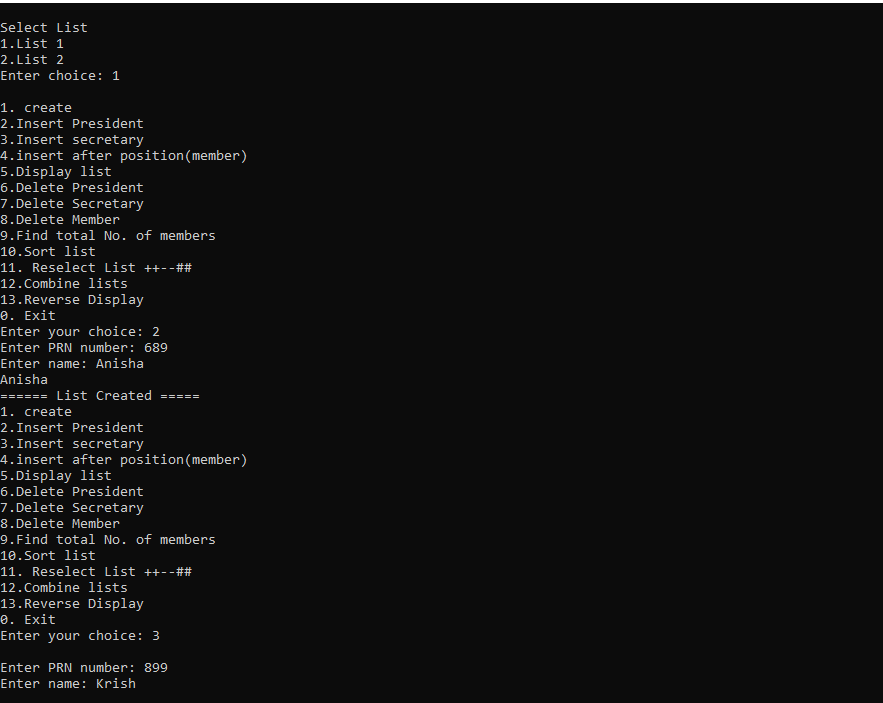 Select List
1.List 1
2.List 2
Enter choice: 1
1. create
2.Insert President
3.Insert secretary
4.insert after position(member)
5.Display list
6.Delete President
7.Delete Secretary
8.Delete Member
9.Find total No. of members
10.Sort list
11. Reselect List ++--##
12.Combine lists
13.Reverse Display
0. Exit
Enter your choice: 2
Enter PRN number: 689
Enter name: Anisha
Anisha
====== List Created =====
1. create
2.Insert President
3.Insert secretary
4.insert after position(member)
5.Display list
6.Delete President
7.Delete Secretary
8.Delete Member
9.Find total No. of members
10.Sort list
11. Reselect List ++--##
12.Combine lists
13.Reverse Display
0. Exit
Enter your choice: 3
Enter PRN number: 899
Enter name: Krish